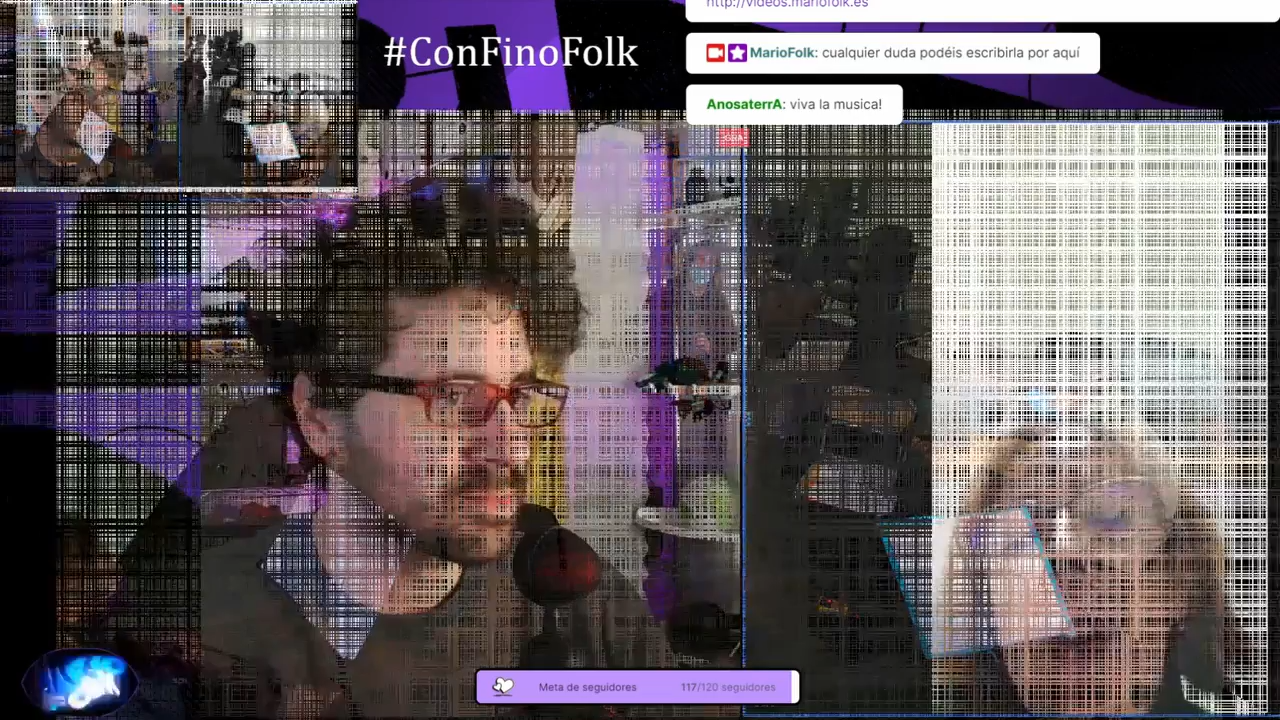 http://videos.mariofolk.es
#ConFinoFolk
MarioFolk: cualquier duda podéis escribirla por aquí
AnosaterrA: viva la musica!
Meta de seguidores 117/120 seguidores